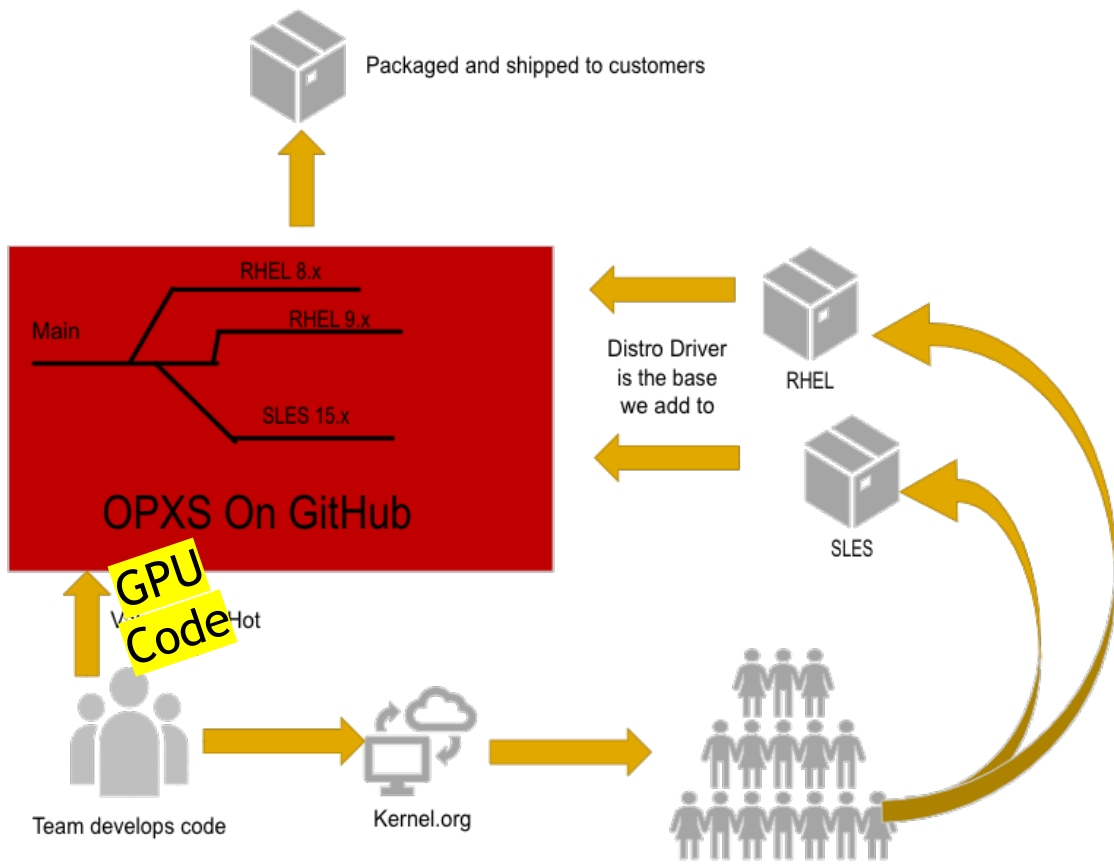 Packaged and shipped to customers
RHEL 8.x
RHEL 9.x
Main
SLES 15.x
OPXS On GitHub
Distro Driver
is the base
we add to
RHEL
SLES
GPU
Code
Hot
Team develops code
Kernel.org